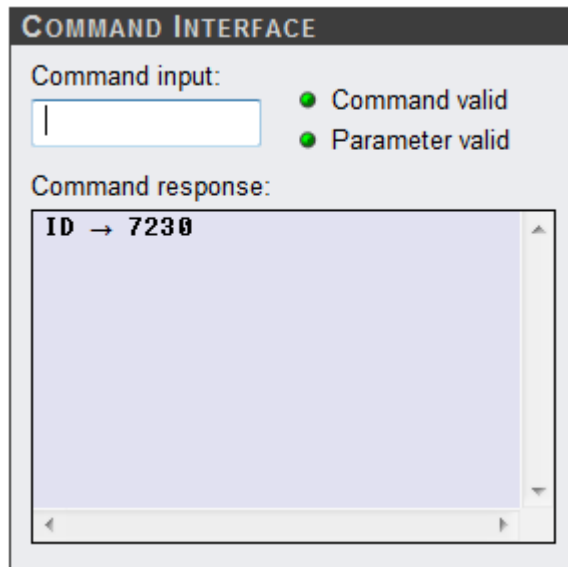 COMMAND INTERFACE
Command input:
Command valid
Parameter valid
Command response:
ID → 7230